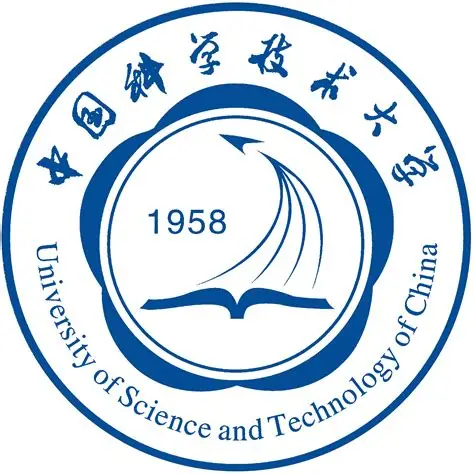 中国科学技术大学
1958
University of Science and Technology of China